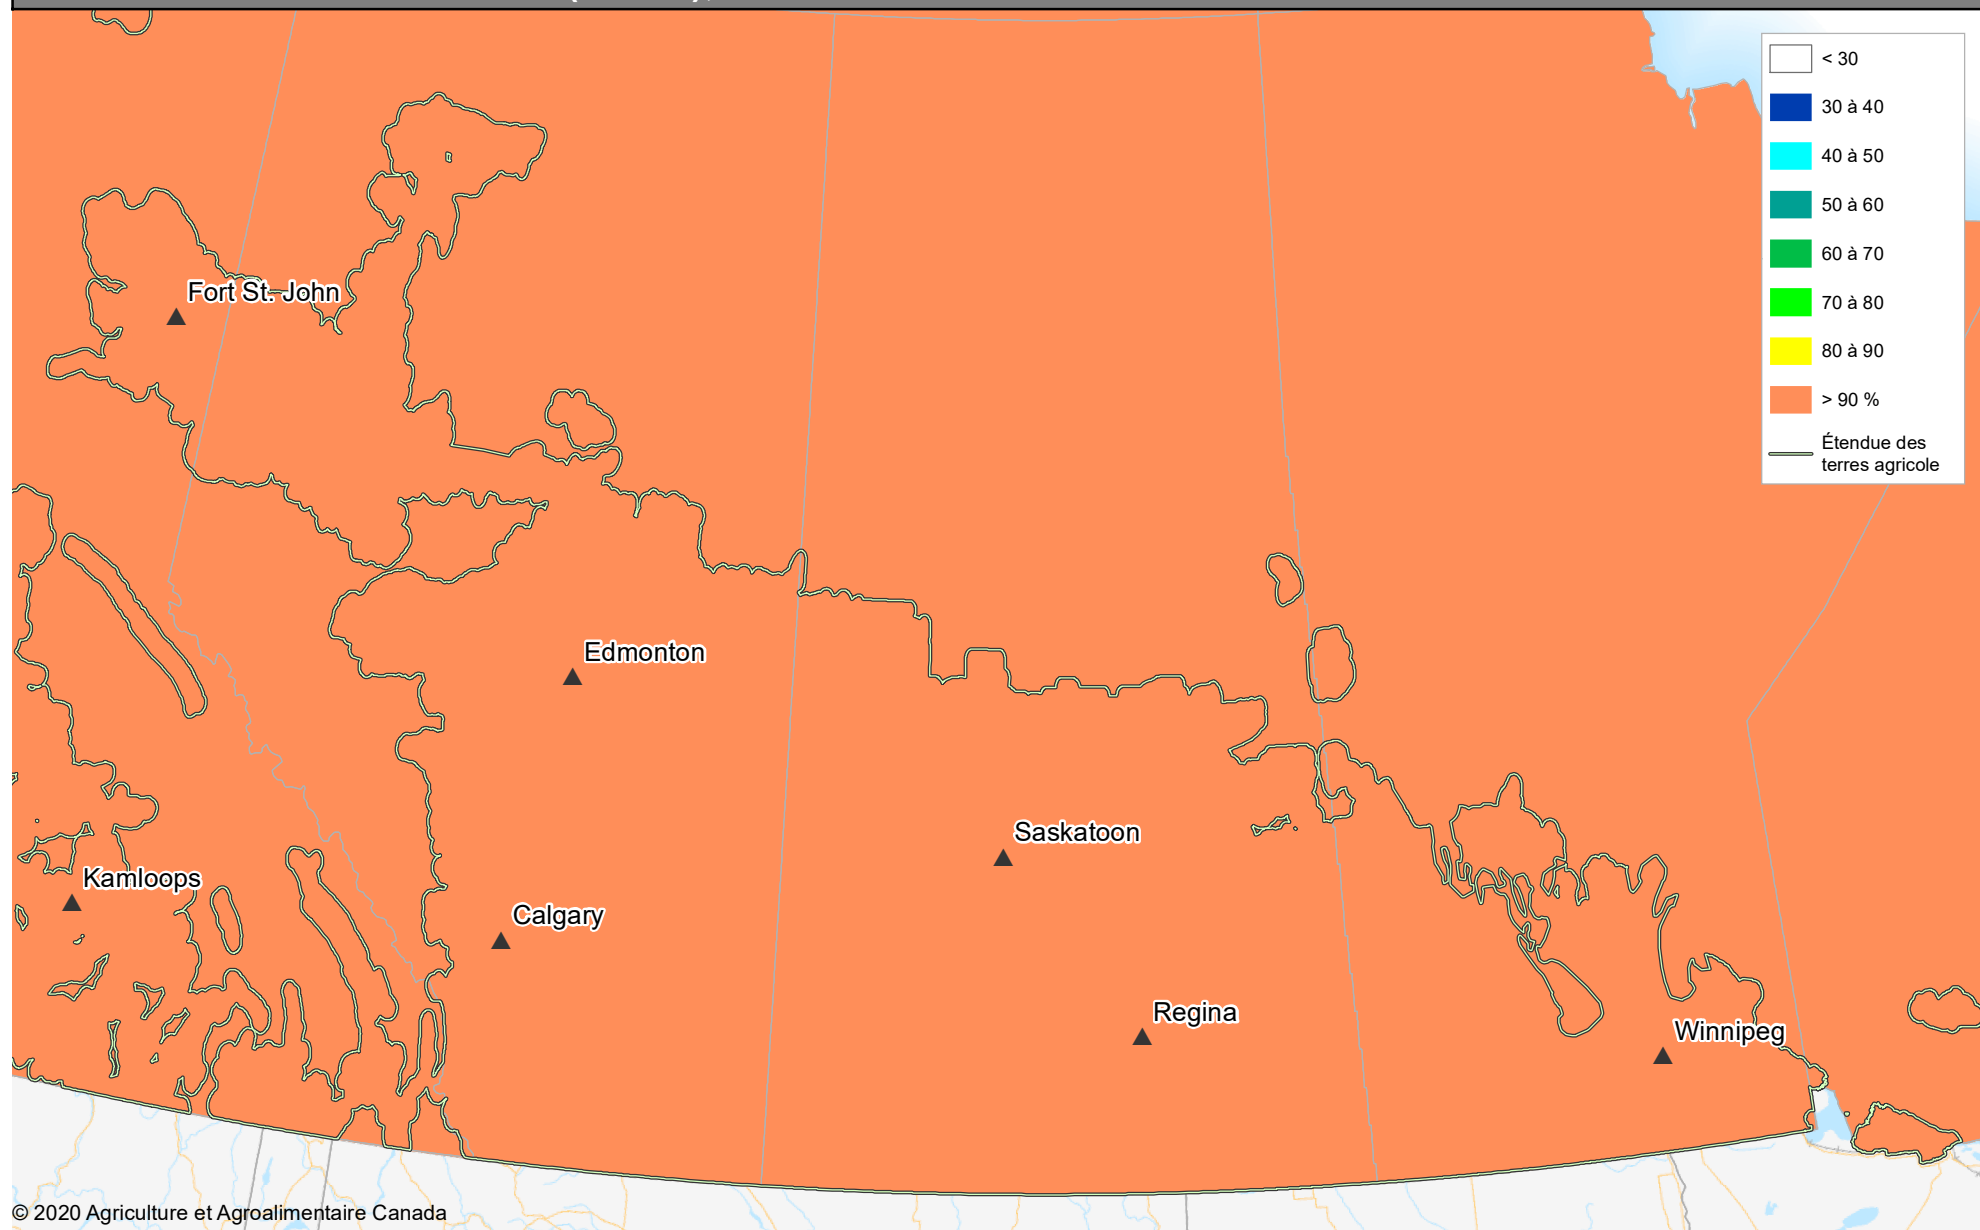 < 30
30 à 40
40 à 50
50 à 60
60 à 70
70 à 80
80 à 90
> 90 %
Étendue des
terres agricole
Fort St. John
Edmonton
Saskatoon
Kamloops
Calgary
Regina
Winnipeg
© 2020 Agriculture et Agroalimentaire Canada